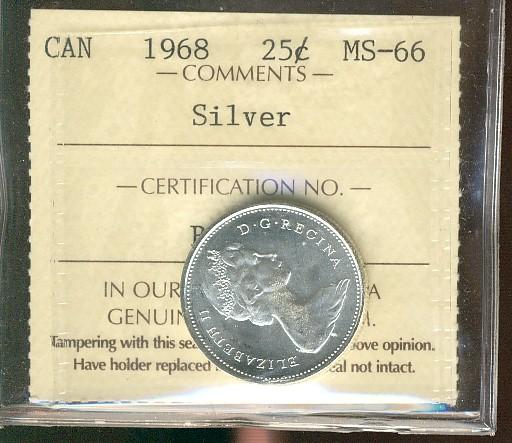 CAN 1968 25¢ MS-66
— COMMENTS —
Silver
— CERTIFICATION NO. —
IN OUR
GENUIN
Tampering with this sea ove opinion.
Have holder replaced eal not intact.
D·G·REGINA
ELIZABETH II